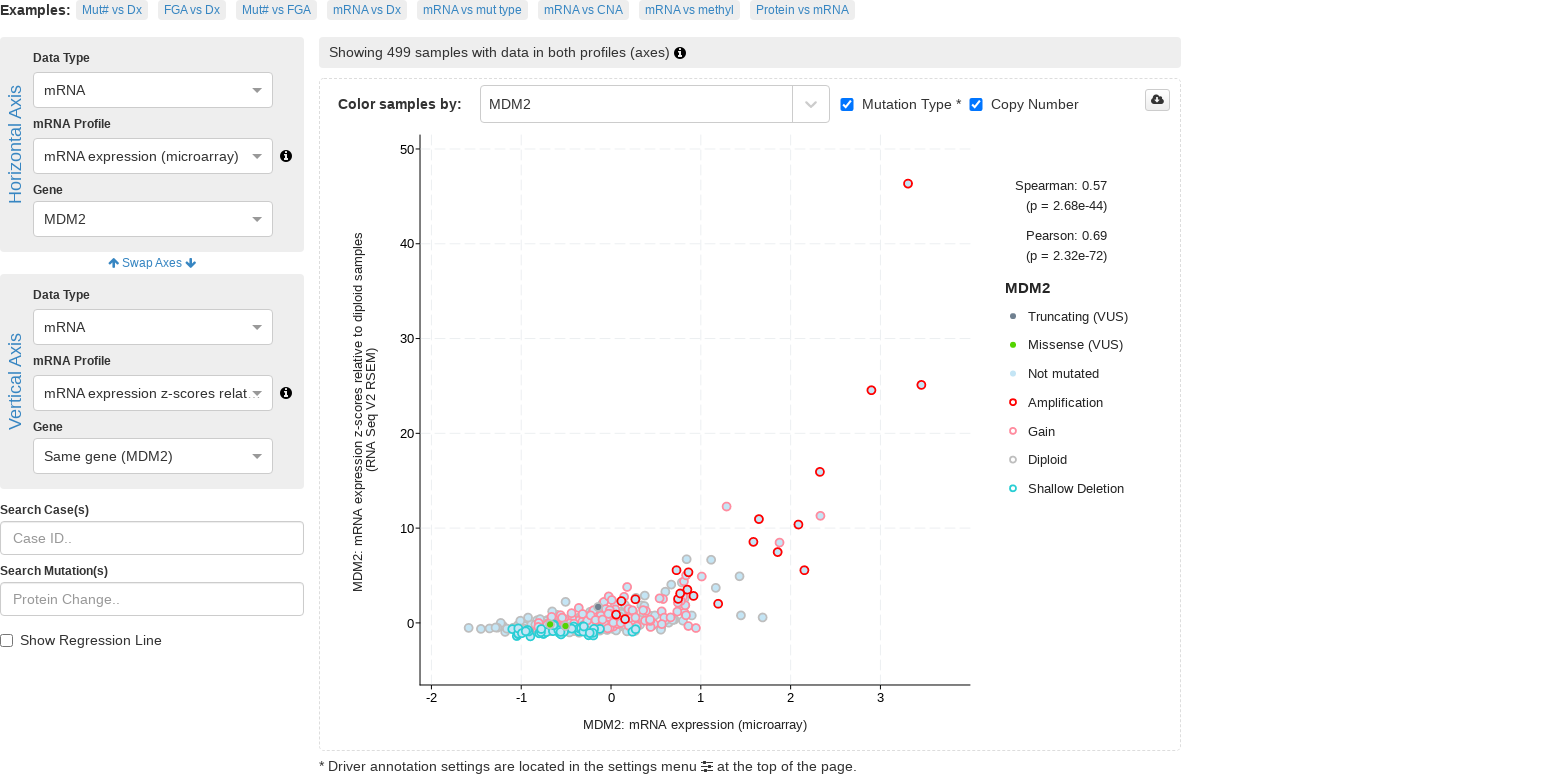 Examples: Mut# vs Dx FGA vs Dx Mut# vs FGA mRNA vs Dx mRNA vs mut type mRNA vs CNA mRNA vs methyl Protein vs mRNA
Horizontal Axis
Data Type
mRNA
mRNA Profile
mRNA expression (microarray)
Gene
MDM2
Swap Axes
Vertical Axis
Data Type
mRNA
mRNA Profile
mRNA expression z-scores relat...
Gene
Same gene (MDM2)
Search Case(s)
Case ID..
Search Mutation(s)
Protein Change..
Show Regression Line
Showing 499 samples with data in both profiles (axes)
Color samples by: MDM2 Mutation Type * Copy Number
MDM2: mRNA expression z-scores relative to diploid samples
(RNA Seq V2 RSEM)
50
40
30
20
10
0
-2 -1 0 1 2 3
MDM2: mRNA expression (microarray)
Spearman: 0.57
(p = 2.68e-44)
Pearson: 0.69
(p = 2.32e-72)
MDM2
Truncating (VUS)
Missense (VUS)
Not mutated
Amplification
Gain
Diploid
Shallow Deletion
* Driver annotation settings are located in the settings menu at the top of the page.